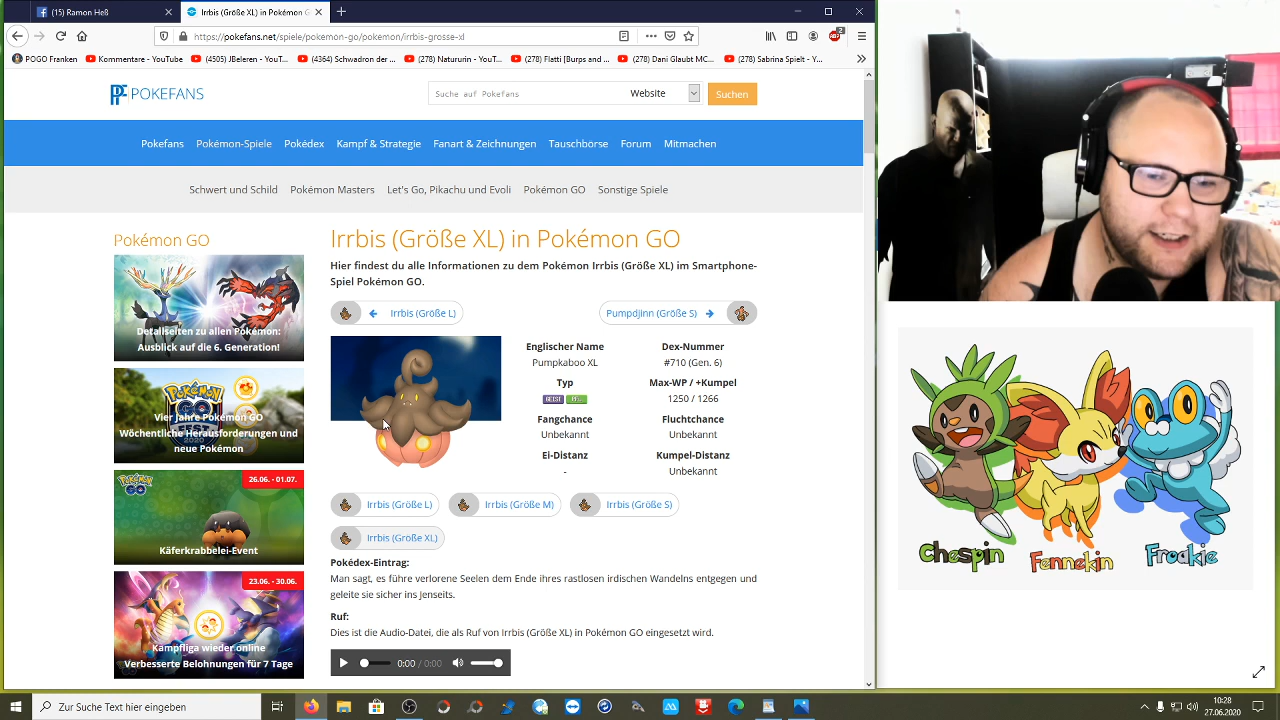 (15) Ramon Heß
Irrbis (Größe XL) in Pokémon G
https://pokefans.net/spiele/pokemon-go/pokemon/irrbis-grosse-xl
POGO Franken
Kommentare - YouTube
(4505) JBeleren - YouT...
(4364) Schwadron der ...
(278) Natururin - YouT...
(278) Flatti [Burps and ...
(278) Dani Glaubt MC...
(278) Sabrina Spielt - Y...
POKEFANS
Suche auf Pokefans
Website
Suchen
Pokefans
Pokémon-Spiele
Pokédex
Kampf & Strategie
Fanart & Zeichnungen
Tauschbörse
Forum
Mitmachen
Schwert und Schild
Pokémon Masters
Let's Go, Pikachu und Evoli
Pokémon GO
Sonstige Spiele
Pokémon GO
Detailseiten zu allen Pokémon:
Ausblick auf die 6. Generation!
Vier Jahre Pokémon GO
Wöchentliche Herausforderungen und
neue Pokémon
26.06. - 01.07.
Käferkrabbelei-Event
23.06. - 30.06.
Kampfliga wieder online
Verbesserte Belohnungen für 7 Tage
Irrbis (Größe XL) in Pokémon GO
Hier findest du alle Informationen zu dem Pokémon Irrbis (Größe XL) im Smartphone-
Spiel Pokémon GO.
Irrbis (Größe L)
Pumpdjinn (Größe S)
Englischer Name
Pumpkaboo XL
Dex-Nummer
#710 (Gen. 6)
Typ
GEIST
Max-WP / +Kumpel
1250 / 1266
Fangchance
Unbekannt
Fluchtchance
Unbekannt
Ei-Distanz
-
Kumpel-Distanz
Unbekannt
Irrbis (Größe L)
Irrbis (Größe M)
Irrbis (Größe S)
Irrbis (Größe XL)
Pokédex-Eintrag:
Man sagt, es führe verlorene Seelen dem Ende ihres rastlosen irdischen Wandelns entgegen und
geleite sie sicher ins Jenseits.
Ruf:
Dies ist die Audio-Datei, die als Ruf von Irrbis (Größe XL) in Pokémon GO eingesetzt wird.
0:00 / 0:00
Chespin
Fennekin
Froakie
Zur Suche Text hier eingeben
10:28
27.06.2020